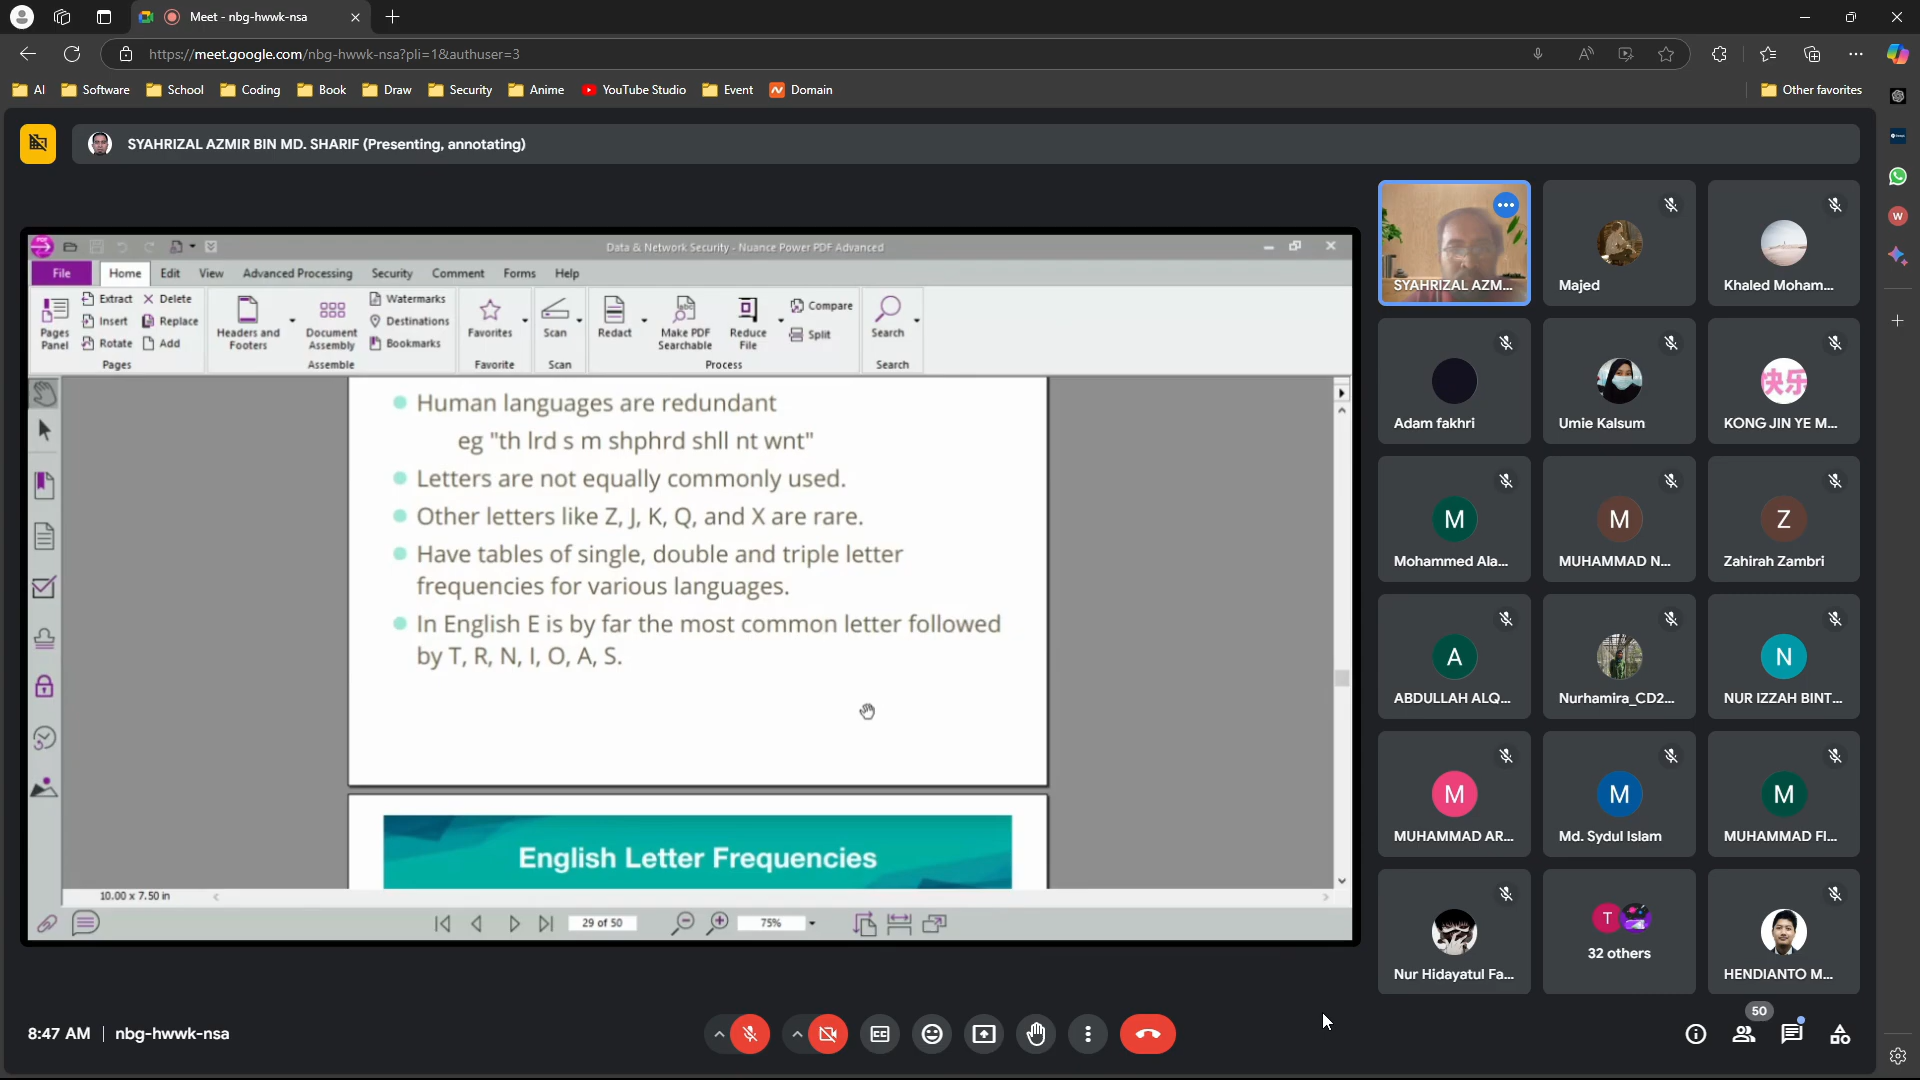 Meet - nbg-hwwk-nsa
https://meet.google.com/nbg-hwwk-nsa?pli=1&authuser=3
AI Software School Coding Book Draw Security Anime YouTube Studio Event Domain Other favorites
SYAHRIZAL AZMIR BIN MD. SHARIF (Presenting, annotating)
Data & Network Security - Nuance Power PDF Advanced
File Home Edit View Advanced Processing Security Comment Forms Help
Pages Panel
Extract Delete
Insert Replace
Rotate Add
Pages
Headers and Footers
Document Assembly
Watermarks
Destinations
Bookmarks
Assemble
Favorites
Favorite
Scan
Scan
Redact
Make PDF Searchable
Reduce File
Compare
Split
Process
Search
Search
Human languages are redundant
eg "th lrd s m shphrd shll nt wnt"
Letters are not equally commonly used.
Other letters like Z, J, K, Q, and X are rare.
Have tables of single, double and triple letter
frequencies for various languages.
In English E is by far the most common letter followed
by T, R, N, I, O, A, S.
English Letter Frequencies
10.00 x 7.50 in
29 of 50
75%
SYAHRIZAL AZM...
Majed
Khaled Moham...
Adam fakhri
Umie Kalsum
快乐
KONG JIN YE M...
M
Mohammed Ala...
M
MUHAMMAD N...
Z
Zahirah Zambri
A
ABDULLAH ALQ...
Nurhamira_CD2...
N
NUR IZZAH BINT...
M
MUHAMMAD AR...
M
Md. Sydul Islam
M
MUHAMMAD FI...
Nur Hidayatul Fa...
T
32 others
HENDIANTO M...
8:47 AM | nbg-hwwk-nsa
50
W